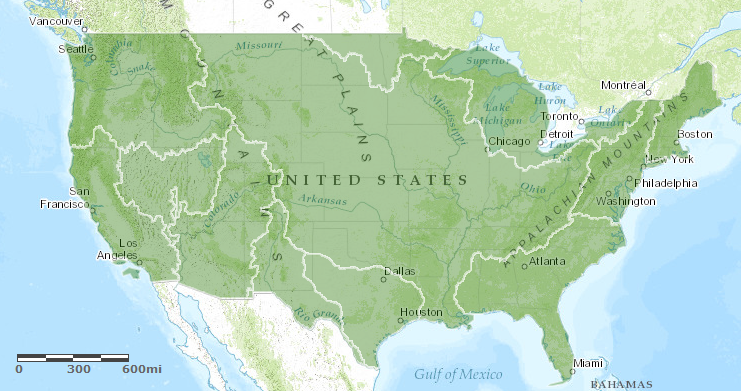 Vancouver
Seattle
Columbia
Snake
Missouri
GREAT PLAINS
Lake
Superior
Montréal
Lake
Huron
Toronto
Lake
Ontario
Mississippi
Lake
Michigan
Detroit
Chicago
Lake
Erie
Boston
New York
Philadelphia
Washington
Ohio
APPALACHIAN MOUNTAINS
UNITED STATES
San
Francisco
Colorado
Arkansas
Los
Angeles
Atlanta
Dallas
Houston
Rio Grande
Miami
Gulf of Mexico
BAHAMAS
0 300 600mi